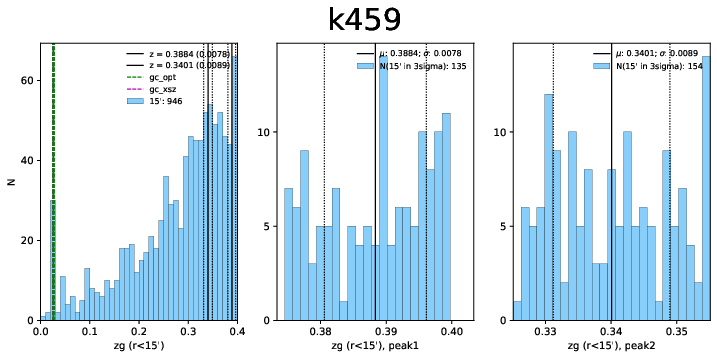 k459
z = 0.3884 (0.0078)
z = 0.3401 (0.0089)
gc_opt
gc_xsz
15': 946
N
0
20
40
60
0.0
0.1
0.2
0.3
0.4
zg (r<15')
μ: 0.3884; σ: 0.0078
N(15' in 3sigma): 135
0
5
10
0.38
0.39
0.40
zg (r<15'), peak1
μ: 0.3401; σ: 0.0089
N(15' in 3sigma): 154
0
5
10
0.33
0.34
0.35
zg (r<15'), peak2